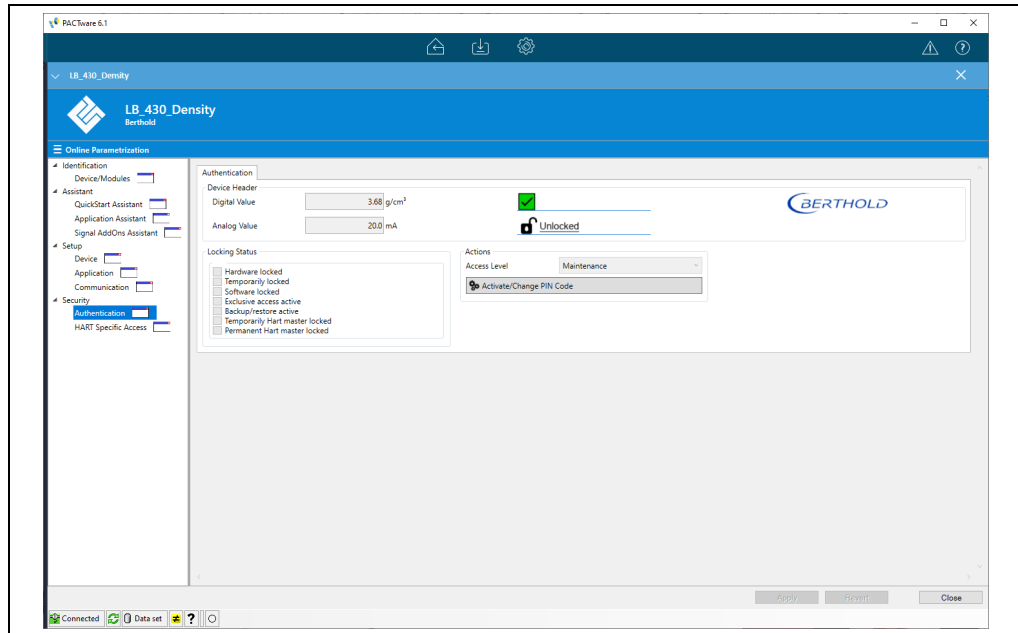 PACTware 6.1
LB_430_Density
LB_430_Density
Berthold
Online Parametrization
Identification
Device/Modules
Assistant
QuickStart Assistant
Application Assistant
Signal AddOns Assistant
Setup
Device
Application
Communication
Security
Authentication
HART Specific Access
Authentication
Device Header
Digital Value 3.68 g/cm³
Analog Value 20.0 mA
Unlocked
BERTHOLD
Locking Status
Hardware locked
Temporarily locked
Software locked
Exclusive access active
Backup/restore active
Temporarily Hart master locked
Permanent Hart master locked
Actions
Access Level Maintenance
Activate/Change PIN Code
Apply Revert Close
Connected Data set ?